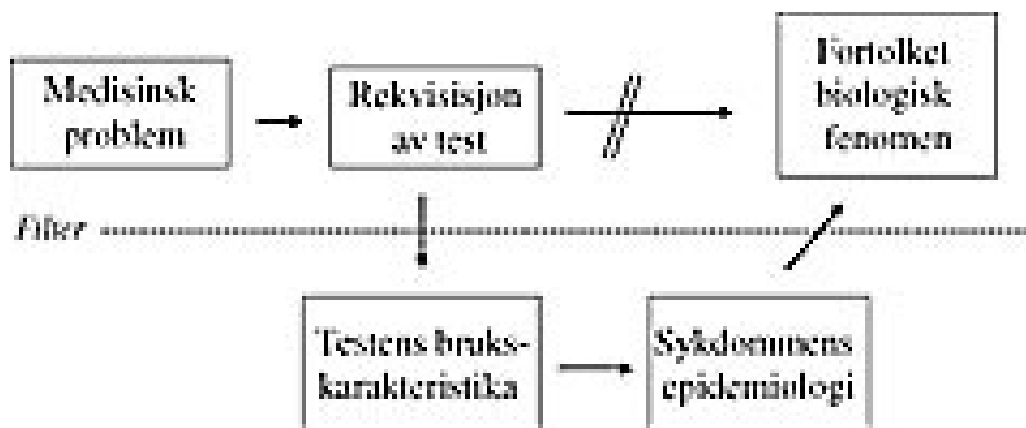 Medisinsk
problem
Rekvisisjon
av test
Fortolket
biologisk
fenomen
Filter
Testens bruks-
karakteristika
Sykdommens
epidemiologi